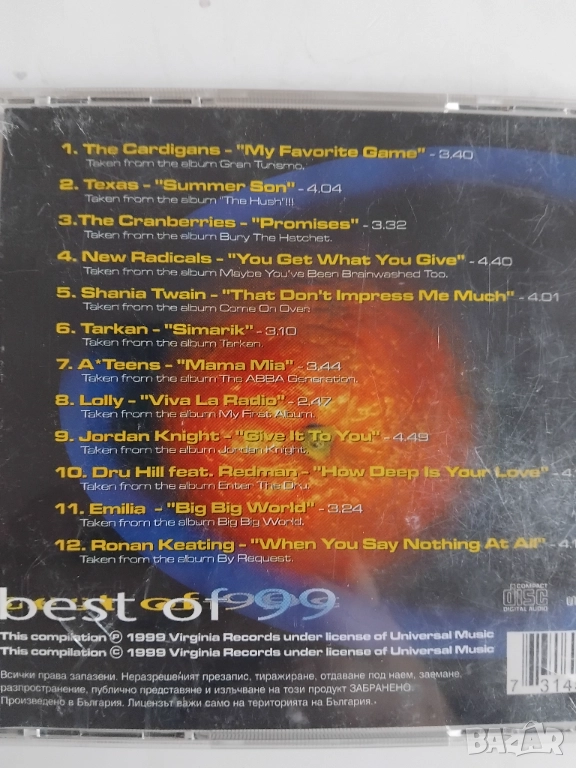 1. The Cardigans - "My Favorite Game" - 3.40
Taken from the album Gran Turismo.
2. Texas - "Summer Son" - 4.04
Taken from the album "The Hush"!!!
3. The Cranberries - "Promises" - 3.32
Taken from the album Bury The Hatchet.
4. New Radicals - "You Get What You Give" - 4,40
Taken from the album Maybe You've Been Brainwashed Too.
5. Shania Twain - "That Don't Impress Me Much" - 4.01
Taken from the album Come On Over.
6. Tarkan - "Simarik" - 3,10
Taken from the album Tarkan.
7. A*Teens - "Mama Mia" - 3,44
Taken from the album The ABBA Generation.
8. Lolly - "Viva La Radio" - 2,47
Taken from the album My First Album.
9. Jordan Knight - "Give It To You" - 4,49
Taken from the album Jordan Knight.
10. Dru Hill feat. Redman - "How Deep Is Your Love" - 4
Taken from the album Enter The Dru.
11. Emilia - "Big Big World" - 3,24
Taken from the album Big Big World.
12. Ronan Keating - "When You Say Nothing At All" - 4,1
Taken from the album By Request.
best of 99
COMPACT
disc
DIGITAL AUDIO
This compilation ℗ 1999 Virginia Records under license of Universal Music
This compilation © 1999 Virginia Records under license of Universal Music
Всички права запазени. Неразрешеният презапис, тиражиране, отдаване под наем, заемане,
разпространение, публично представяне и излъчване на този продукт ЗАБРАНЕНО.
Произведено в България. Лицензът важи само на територията на България.
7 3145
BAZAR